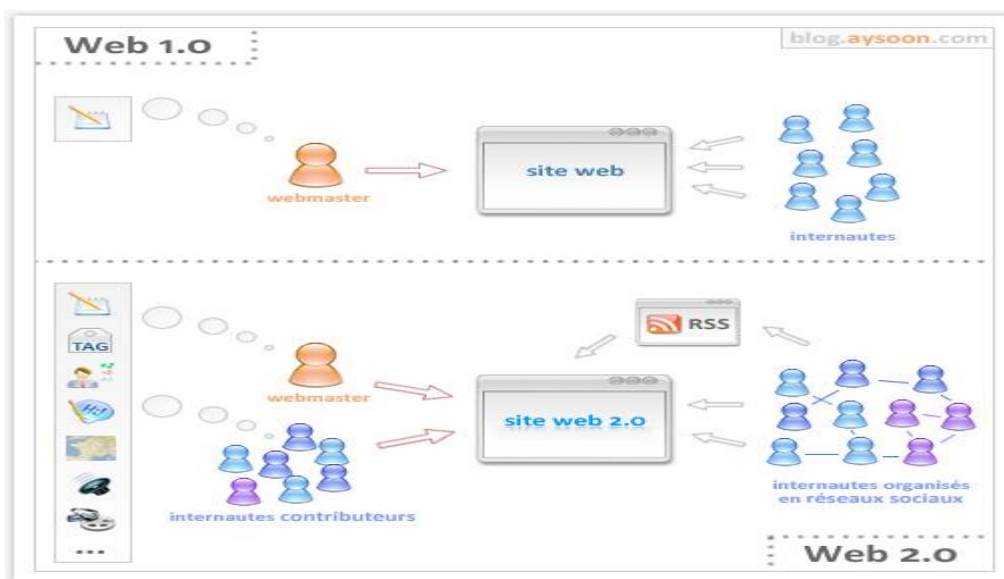 Web 1.0
blog.aysoon.com
site web
webmaster
internautes
RSS
TAG
webmaster
site web 2.0
internautes contributeurs
internautes organisés
en réseaux sociaux
...
Web 2.0